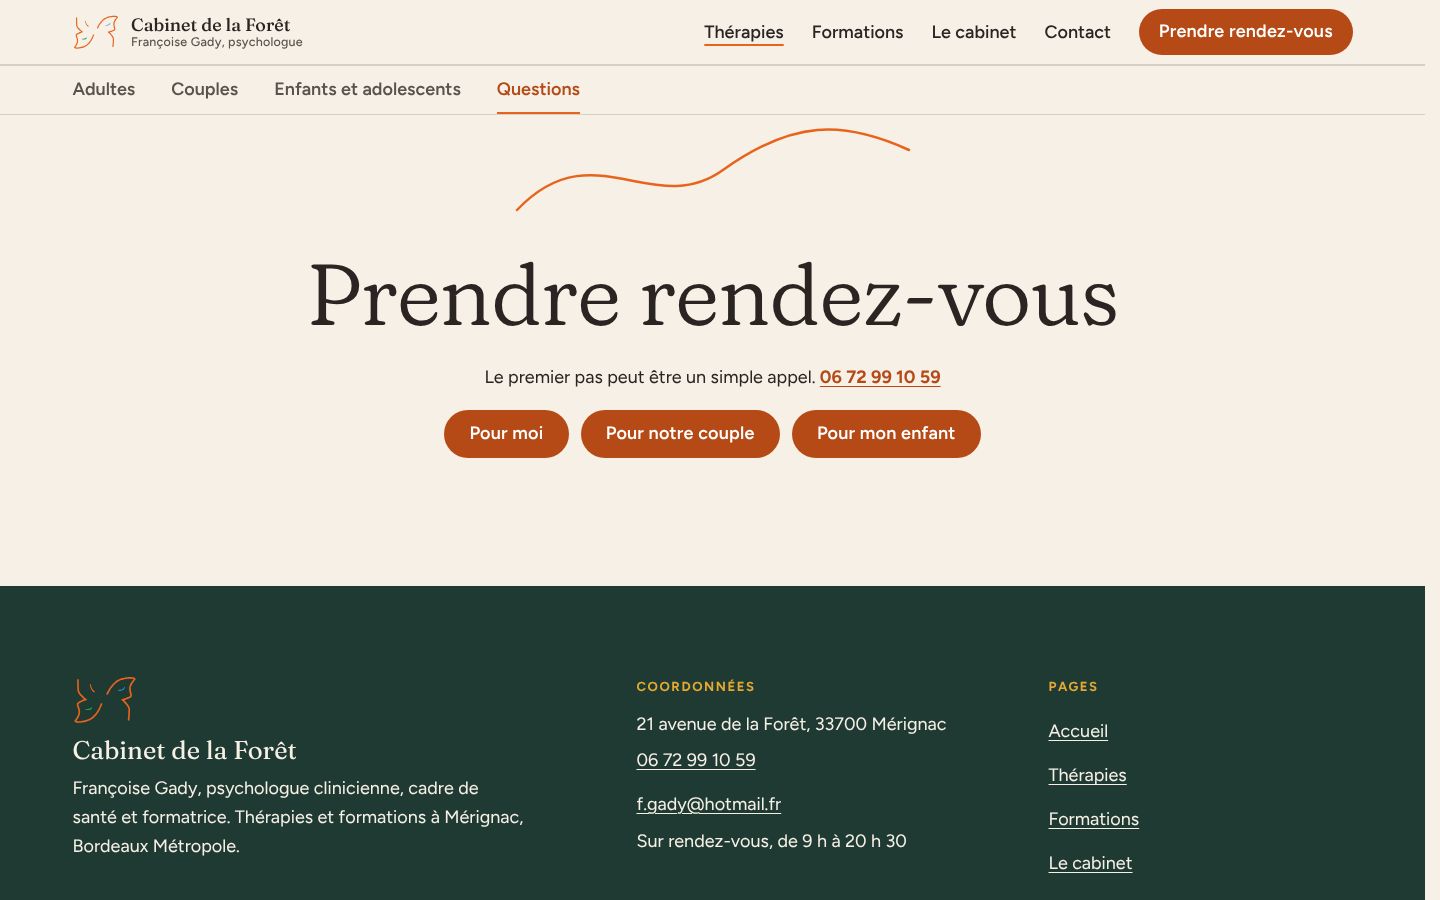 Cabinet de la Forêt
Françoise Gady, psychologue
Thérapies
Formations
Le cabinet
Contact
Prendre rendez-vous
Adultes
Couples
Enfants et adolescents
Questions
Prendre rendez-vous
Le premier pas peut être un simple appel. 06 72 99 10 59
Pour moi
Pour notre couple
Pour mon enfant
Cabinet de la Forêt
Françoise Gady, psychologue clinicienne, cadre de
santé et formatrice. Thérapies et formations à Mérignac,
Bordeaux Métropole.
COORDONNÉES
21 avenue de la Forêt, 33700 Mérignac
06 72 99 10 59
f.gady@hotmail.fr
Sur rendez-vous, de 9 h à 20 h 30
PAGES
Accueil
Thérapies
Formations
Le cabinet